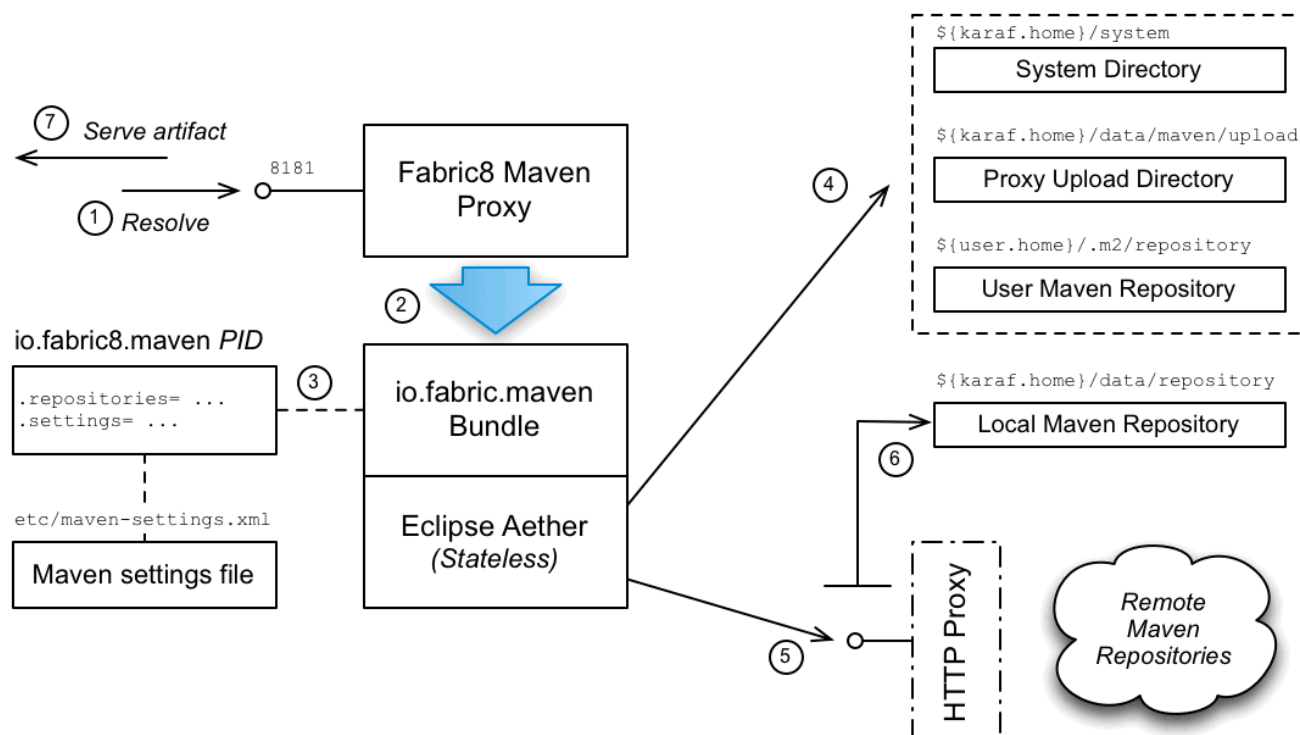 ${karaf.home}/system
System Directory
7
Serve artifact
8181
Fabric8 Maven
Proxy
1
Resolve
${karaf.home}/data/maven/upload
4
Proxy Upload Directory
${user.home}/.m2/repository
User Maven Repository
2
io.fabric8.maven PID
.repositories= ...
.settings= ...
3
io.fabric.maven
Bundle
${karaf.home}/data/repository
Local Maven Repository
6
etc/maven-settings.xml
Maven settings file
Eclipse Aether
(Stateless)
5
HTTP Proxy
Remote
Maven
Repositories